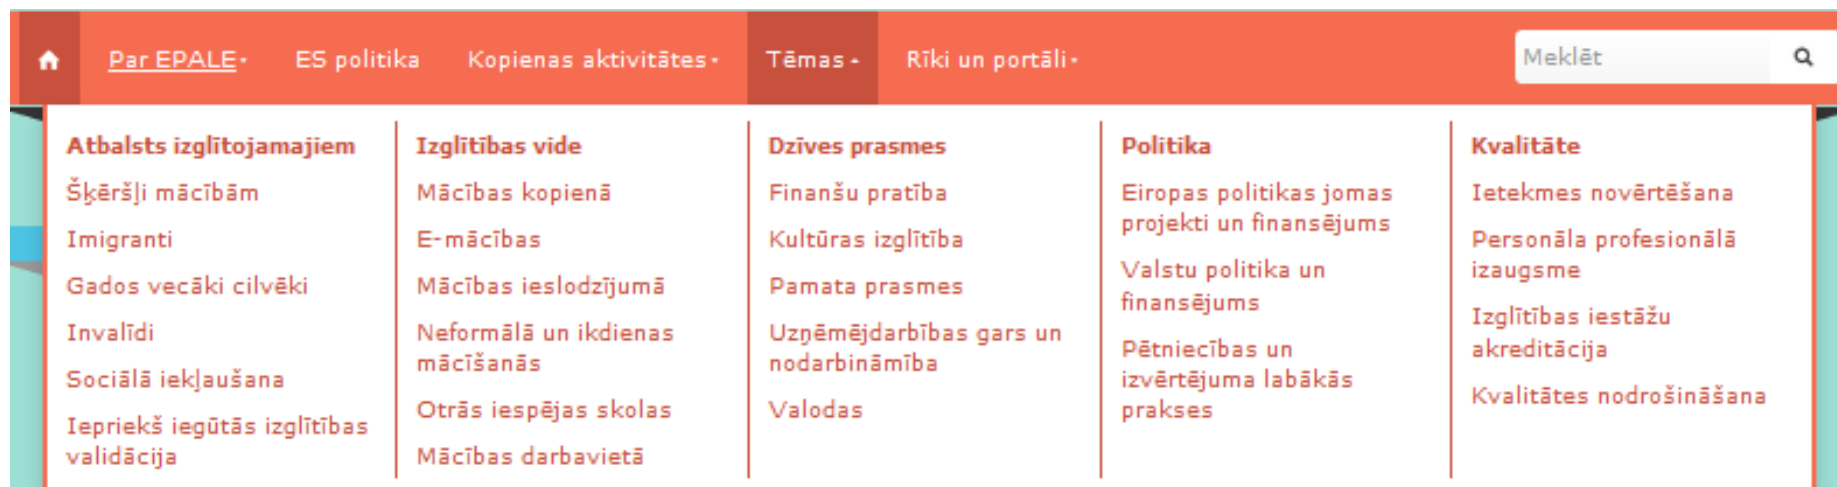 Par EPALE
ES politika
Kopienas aktivitātes
Tēmas
Rīki un portāli
Meklēt
Atbalsts izglītojamajiem
Šķēršļi mācībām
Imigranti
Gados vecāki cilvēki
Invalīdi
Sociālā iekļaušana
Iepriekš iegūtās izglītības
validācija
Izglītības vide
Mācības kopienā
E-mācības
Mācības ieslodzījumā
Neformālā un ikdienas
mācīšanās
Otrās iespējas skolas
Mācības darbavietā
Dzīves prasmes
Finanšu pratība
Kultūras izglītība
Pamata prasmes
Uzņēmējdarbības gars un
nodarbināmība
Valodas
Politika
Eiropas politikas jomas
projekti un finansējums
Valstu politika un
finansējums
Pētniecības un
izvērtējuma labākās
prakses
Kvalitāte
Ietekmes novērtēšana
Personāla profesionālā
izaugsme
Izglītības iestāžu
akreditācija
Kvalitātes nodrošināšana